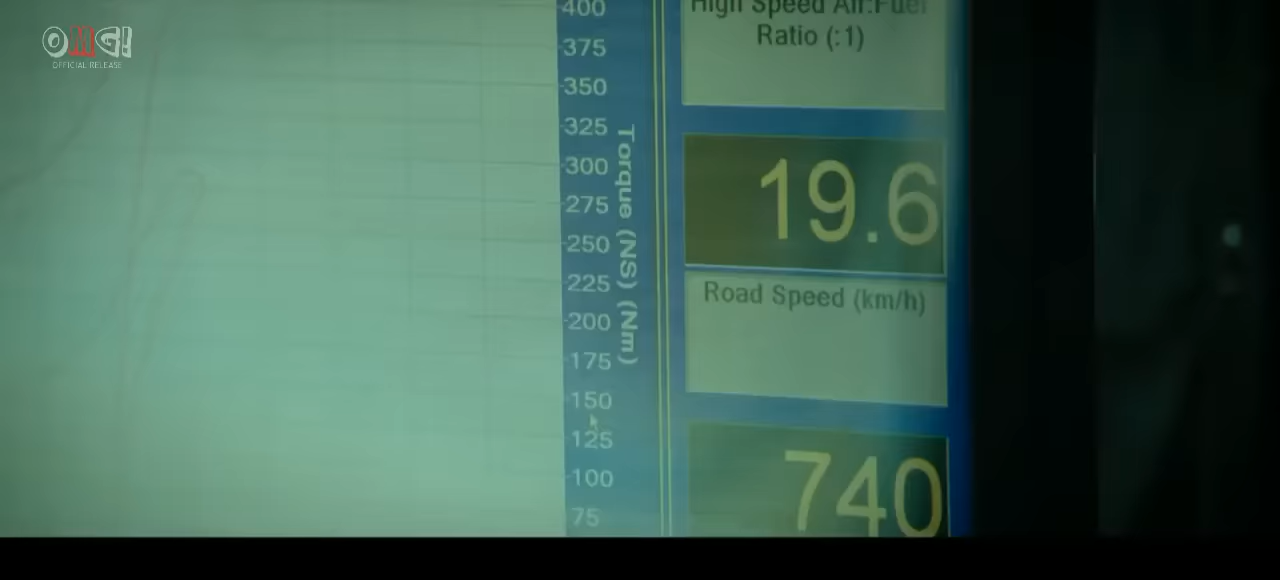 OMG!
OFFICIAL RELEASE
400
375
350
325
300
275
250
225
200
175
150
125
100
75
Torque (NS) (Nm)
High Speed Air:Fuel
Ratio (:1)
19.6
Road Speed (km/h)
740